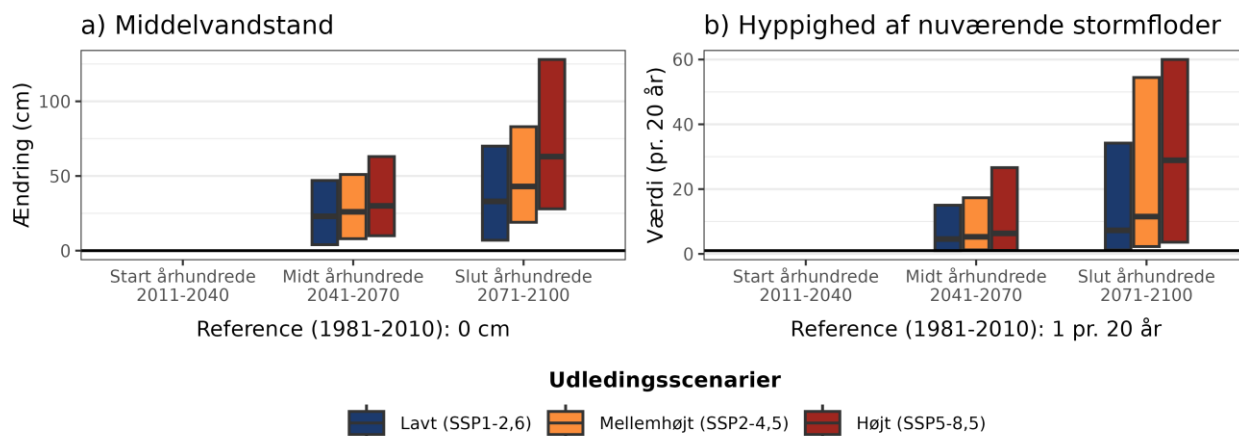 a) Middelvandstand
Ændring (cm)
100
50
0
Start århundrede
2011-2040
Midt århundrede
2041-2070
Slut århundrede
2071-2100
Reference (1981-2010): 0 cm
b) Hyppighed af nuværende stormfloder
Værdi (pr. 20 år)
60
40
20
0
Start århundrede
2011-2040
Midt århundrede
2041-2070
Slut århundrede
2071-2100
Reference (1981-2010): 1 pr. 20 år
Udledingsscenarier
Lavt (SSP1-2,6)
Mellemhøjt (SSP2-4,5)
Højt (SSP5-8,5)